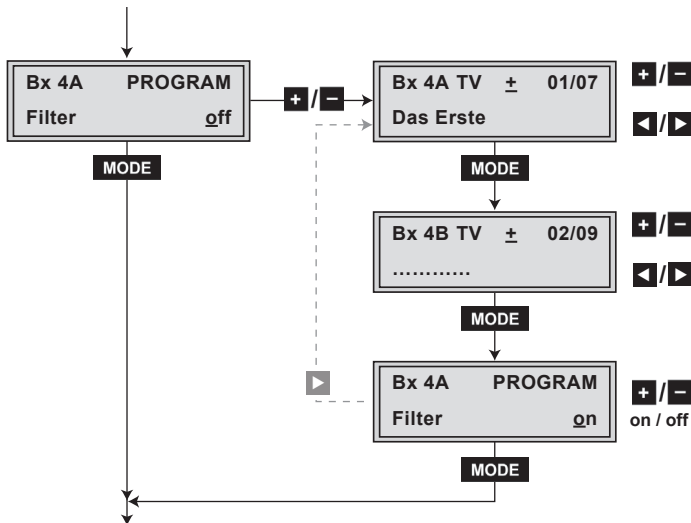 Bx 4A PROGRAM
Filter off
+ / −
MODE
Bx 4A TV ± 01/07
Das Erste
+ / −
◄ / ►
MODE
Bx 4B TV ± 02/09
............
+ / −
◄ / ►
MODE
►
Bx 4A PROGRAM
Filter on
+ / −
on / off
MODE